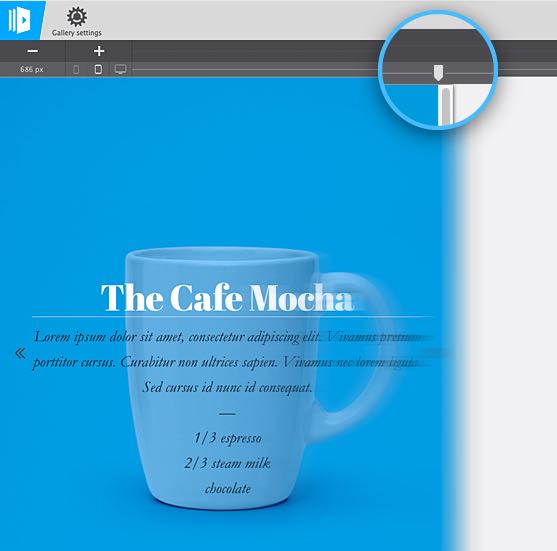 Gallery settings
686 px
The Cafe Mocha
Lorem ipsum dolor sit amet, consectetur adipiscing elit. Vivamus pretium
porttitor cursus. Curabitur non ultrices sapien. Vivamus nec lorem ligula.
Sed cursus id nunc id consequat.
—
1/3 espresso
2/3 steam milk
chocolate